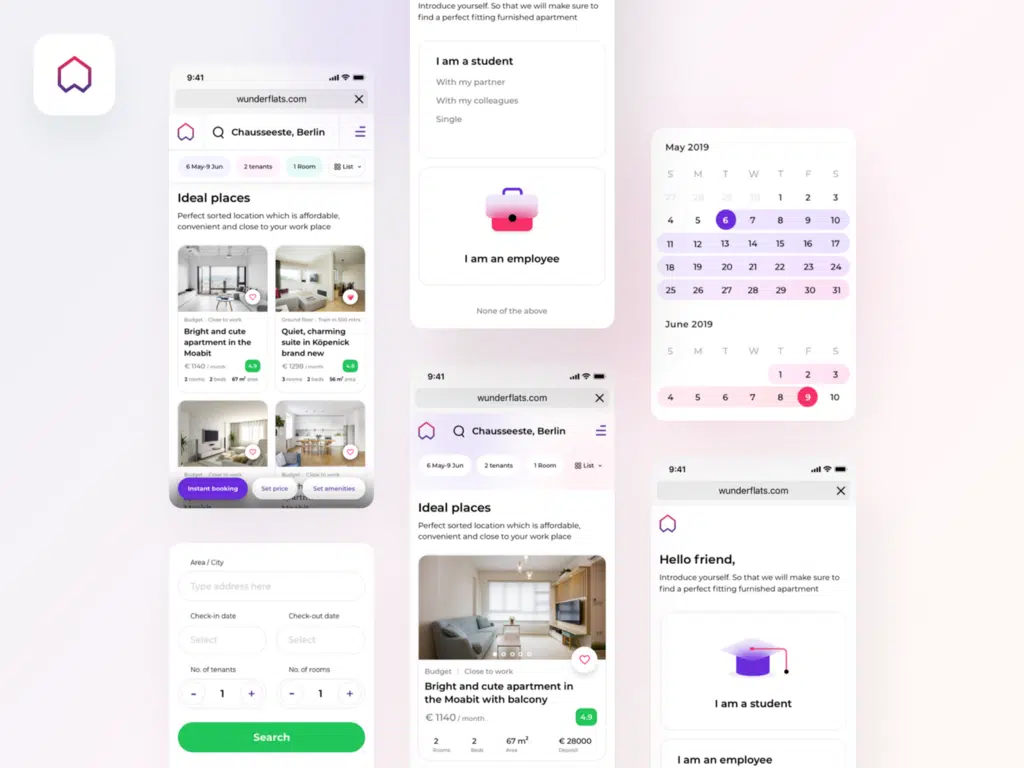 9:41
wunderflats.com
Chausseeste, Berlin
6 May-9 Jun
2 tenants
1 Room
List
Ideal places
Perfect sorted location which is affordable,
convenient and close to your work place
Budget · Close to work
Bright and cute
apartment in the
Moabit
€ 1140 / month
4.9
3 rooms 2 beds 67 m² area
Ground floor · Train in 500 mtrs
Quiet, charming
suite in Köpenick
brand new
€ 1298 / month
4.8
3 rooms 2 beds 56 m² area
Instant booking
Set price
Set amenities
Area / City
Type address here
Check-in date
Check-out date
Select
Select
No. of tenants
No. of rooms
- 1 +
- 1 +
Search
Introduce yourself. So that we will make sure to
find a perfect fitting furnished apartment
I am a student
With my partner
With my colleagues
Single
I am an employee
None of the above
9:41
wunderflats.com
Chausseeste, Berlin
6 May-9 Jun
2 tenants
1 Room
List
Ideal places
Perfect sorted location which is affordable,
convenient and close to your work place
Budget | Close to work
Bright and cute apartment in
the Moabit with balcony
€ 1140 / month
4.9
2 2 67 m² € 28000
Rooms Beds Area Deposit
May 2019
S M T W T F S
27 28 29 30 1 2 3
4 5 6 7 8 9 10
11 12 13 14 15 16 17
18 19 20 21 22 23 24
25 26 27 28 29 30 31
June 2019
S M T W T F S
1 2 3
4 5 6 7 8 9 10
9:41
wunderflats.com
Hello friend,
Introduce yourself. So that we will make sure to
find a perfect fitting furnished apartment
I am a student
I am an employee